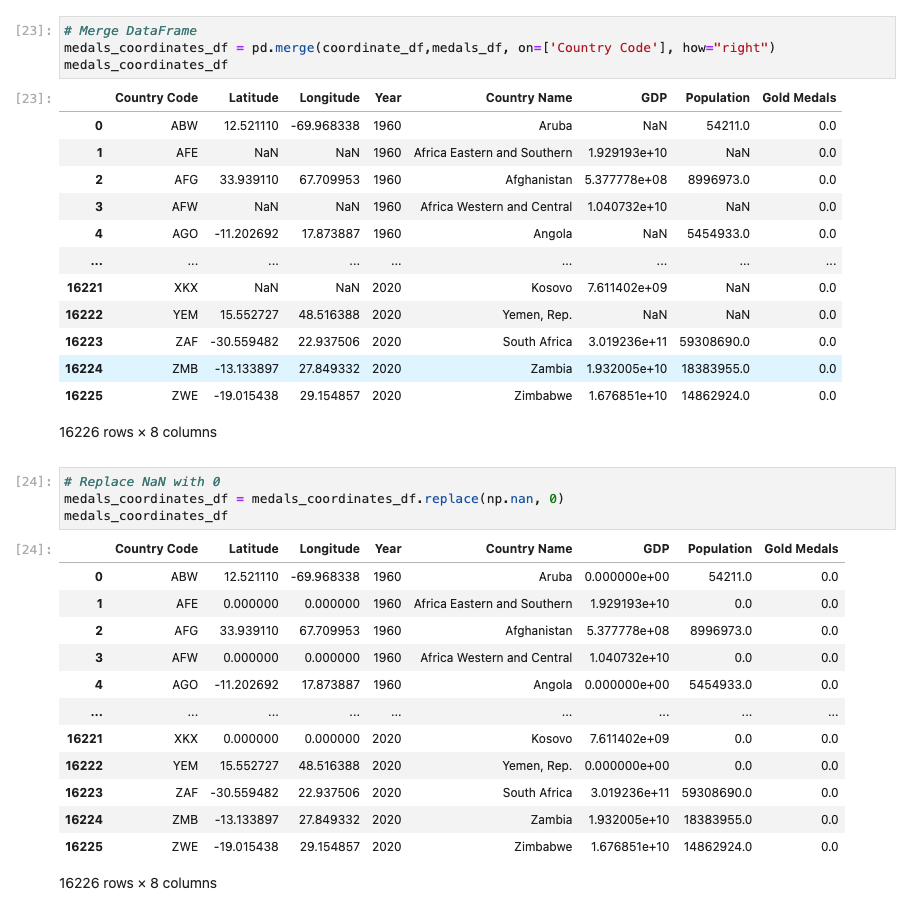 [23]: # Merge DataFrame
medals_coordinates_df = pd.merge(coordinate_df,medals_df, on=['Country Code'], how="right")
medals_coordinates_df
[23]: Country Code Latitude Longitude Year Country Name GDP Population Gold Medals
0 ABW 12.521110 -69.968338 1960 Aruba NaN 54211.0 0.0
1 AFE NaN NaN 1960 Africa Eastern and Southern 1.929193e+10 NaN 0.0
2 AFG 33.939110 67.709953 1960 Afghanistan 5.377778e+08 8996973.0 0.0
3 AFW NaN NaN 1960 Africa Western and Central 1.040732e+10 NaN 0.0
4 AGO -11.202692 17.873887 1960 Angola NaN 5454933.0 0.0
... ... ... ... ... ... ... ... ...
16221 XKX NaN NaN 2020 Kosovo 7.611402e+09 NaN 0.0
16222 YEM 15.552727 48.516388 2020 Yemen, Rep. NaN NaN 0.0
16223 ZAF -30.559482 22.937506 2020 South Africa 3.019236e+11 59308690.0 0.0
16224 ZMB -13.133897 27.849332 2020 Zambia 1.932005e+10 18383955.0 0.0
16225 ZWE -19.015438 29.154857 2020 Zimbabwe 1.676851e+10 14862924.0 0.0
16226 rows × 8 columns
[24]: # Replace NaN with 0
medals_coordinates_df = medals_coordinates_df.replace(np.nan, 0)
medals_coordinates_df
[24]: Country Code Latitude Longitude Year Country Name GDP Population Gold Medals
0 ABW 12.521110 -69.968338 1960 Aruba 0.000000e+00 54211.0 0.0
1 AFE 0.000000 0.000000 1960 Africa Eastern and Southern 1.929193e+10 0.0 0.0
2 AFG 33.939110 67.709953 1960 Afghanistan 5.377778e+08 8996973.0 0.0
3 AFW 0.000000 0.000000 1960 Africa Western and Central 1.040732e+10 0.0 0.0
4 AGO -11.202692 17.873887 1960 Angola 0.000000e+00 5454933.0 0.0
... ... ... ... ... ... ... ... ...
16221 XKX 0.000000 0.000000 2020 Kosovo 7.611402e+09 0.0 0.0
16222 YEM 15.552727 48.516388 2020 Yemen, Rep. 0.000000e+00 0.0 0.0
16223 ZAF -30.559482 22.937506 2020 South Africa 3.019236e+11 59308690.0 0.0
16224 ZMB -13.133897 27.849332 2020 Zambia 1.932005e+10 18383955.0 0.0
16225 ZWE -19.015438 29.154857 2020 Zimbabwe 1.676851e+10 14862924.0 0.0
16226 rows × 8 columns